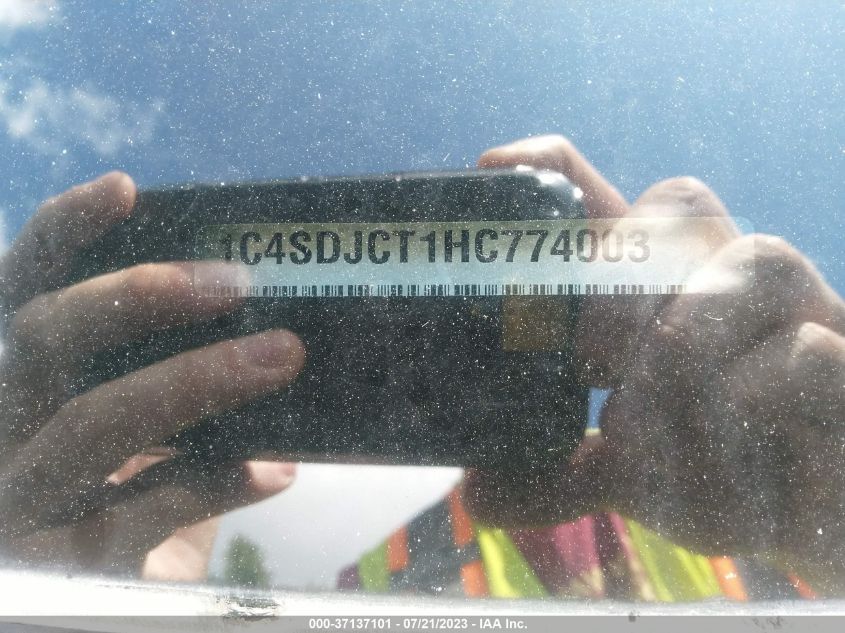 1C4SDJCT1HC774003
000-37137101 - 07/21/2023 - IAA Inc.